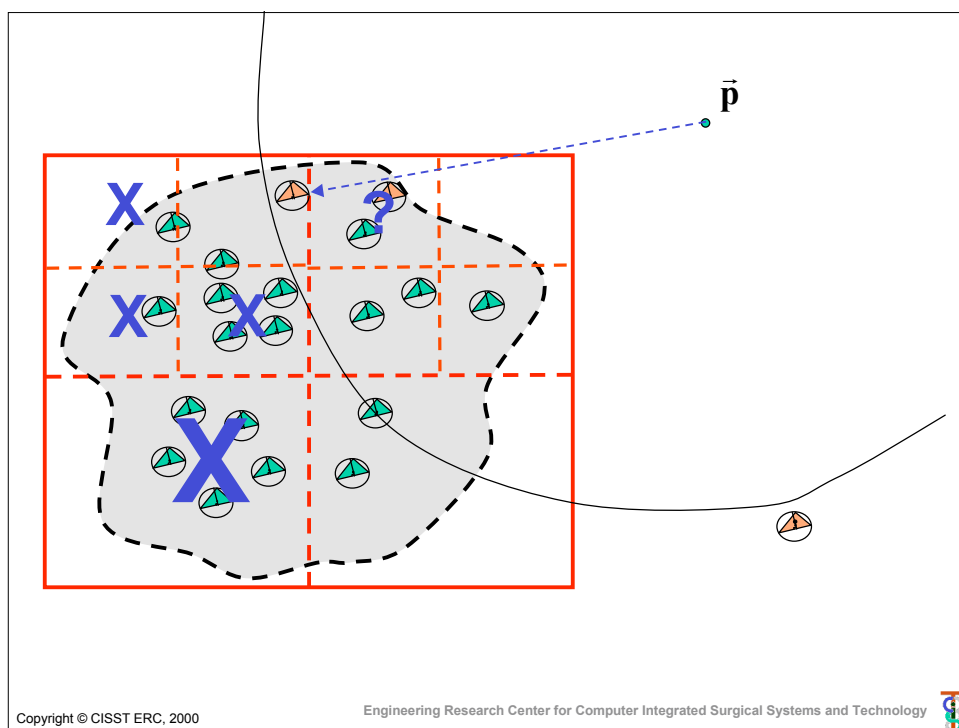 p
X
?
X
X
X
Engineering Research Center for Computer Integrated Surgical Systems and Technology
Copyright © CISST ERC, 2000